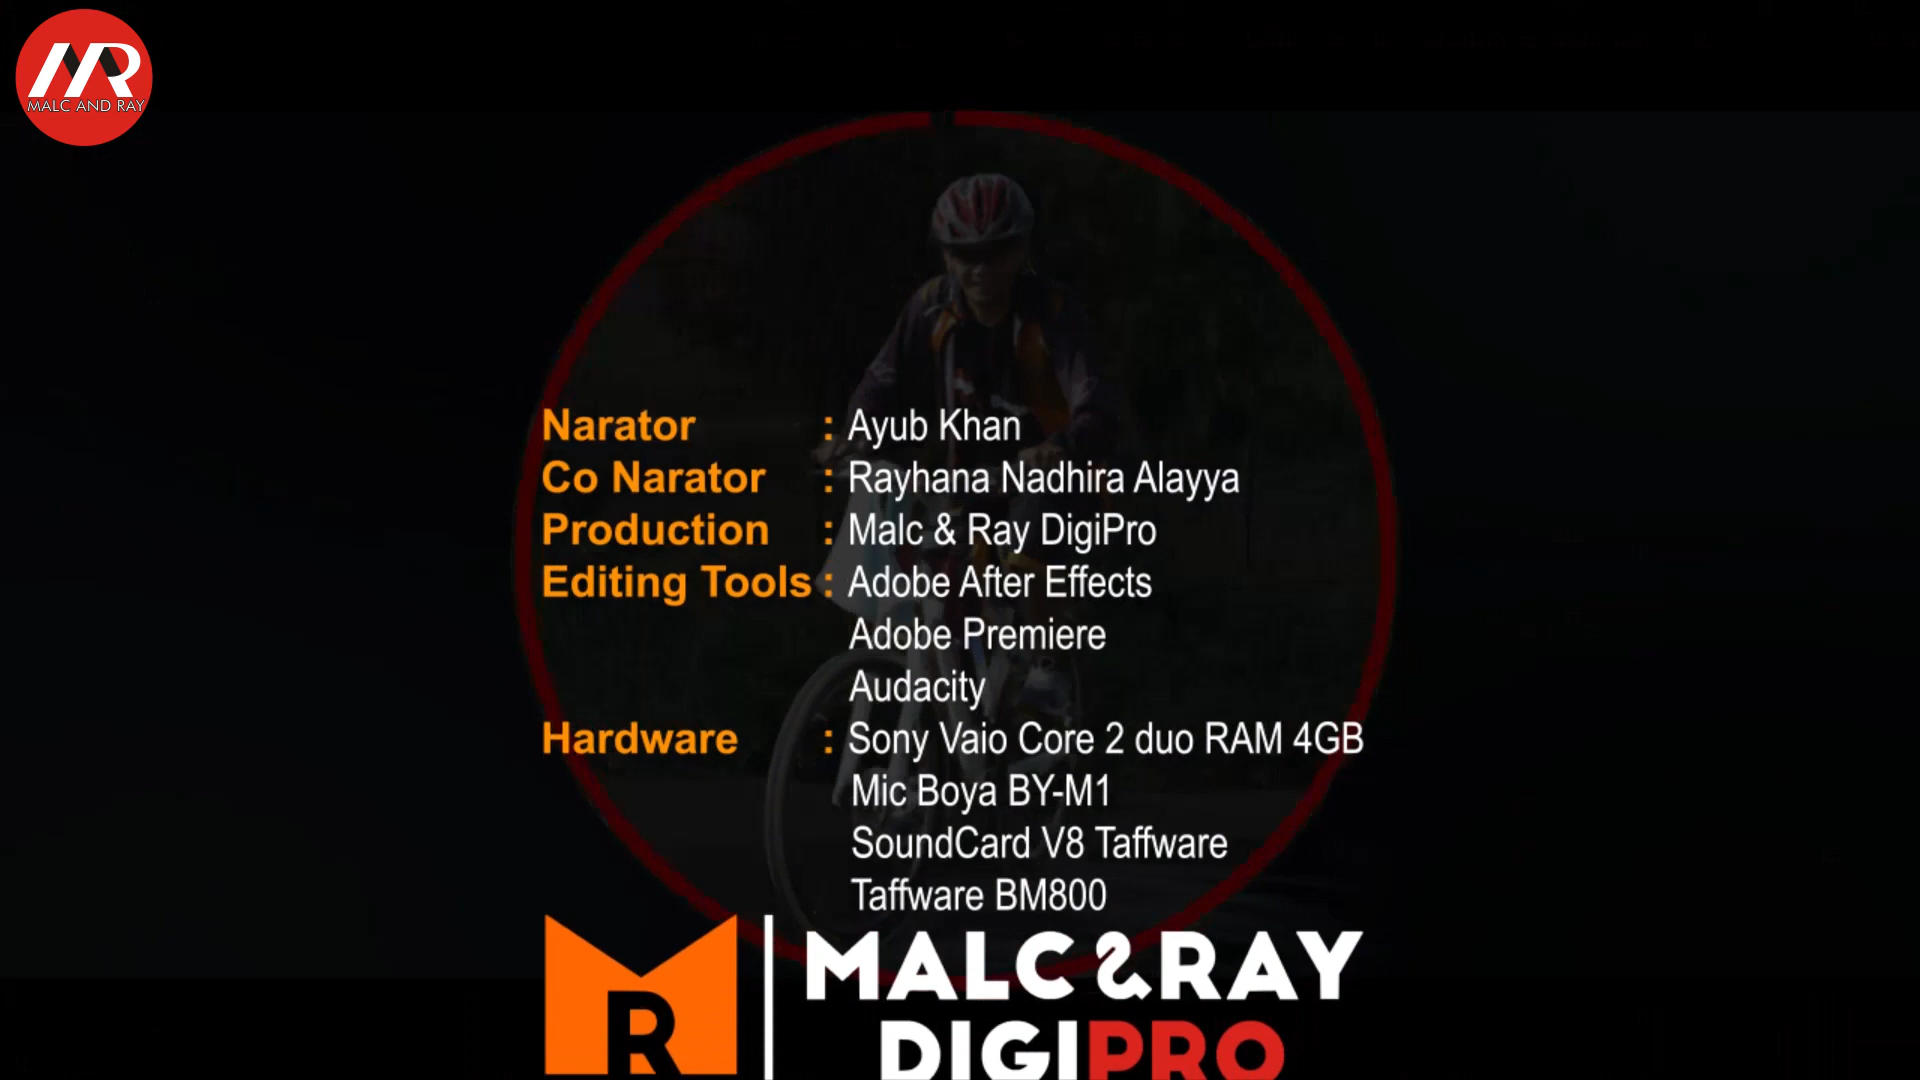 MR
MALC AND RAY
Narator : Ayub Khan
Co Narator : Rayhana Nadhira Alayya
Production : Malc & Ray DigiPro
Editing Tools : Adobe After Effects
Adobe Premiere
Audacity
Hardware : Sony Vaio Core 2 duo RAM 4GB
Mic Boya BY-M1
SoundCard V8 Taffware
Taffware BM800
R
MALC & RAY
DIGIPRO